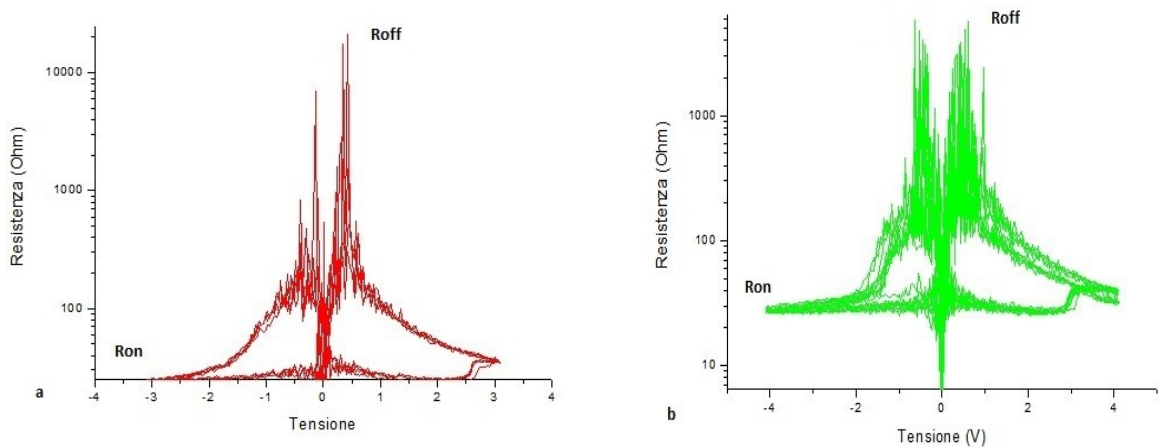 Roff
10000
1000
100
Resistenza (Ohm)
Ron
-4 -3 -2 -1 0 1 2 3 4
a
Tensione
Roff
1000
100
10
Resistenza (Ohm)
Ron
-4 -2 0 2 4
b
Tensione (V)